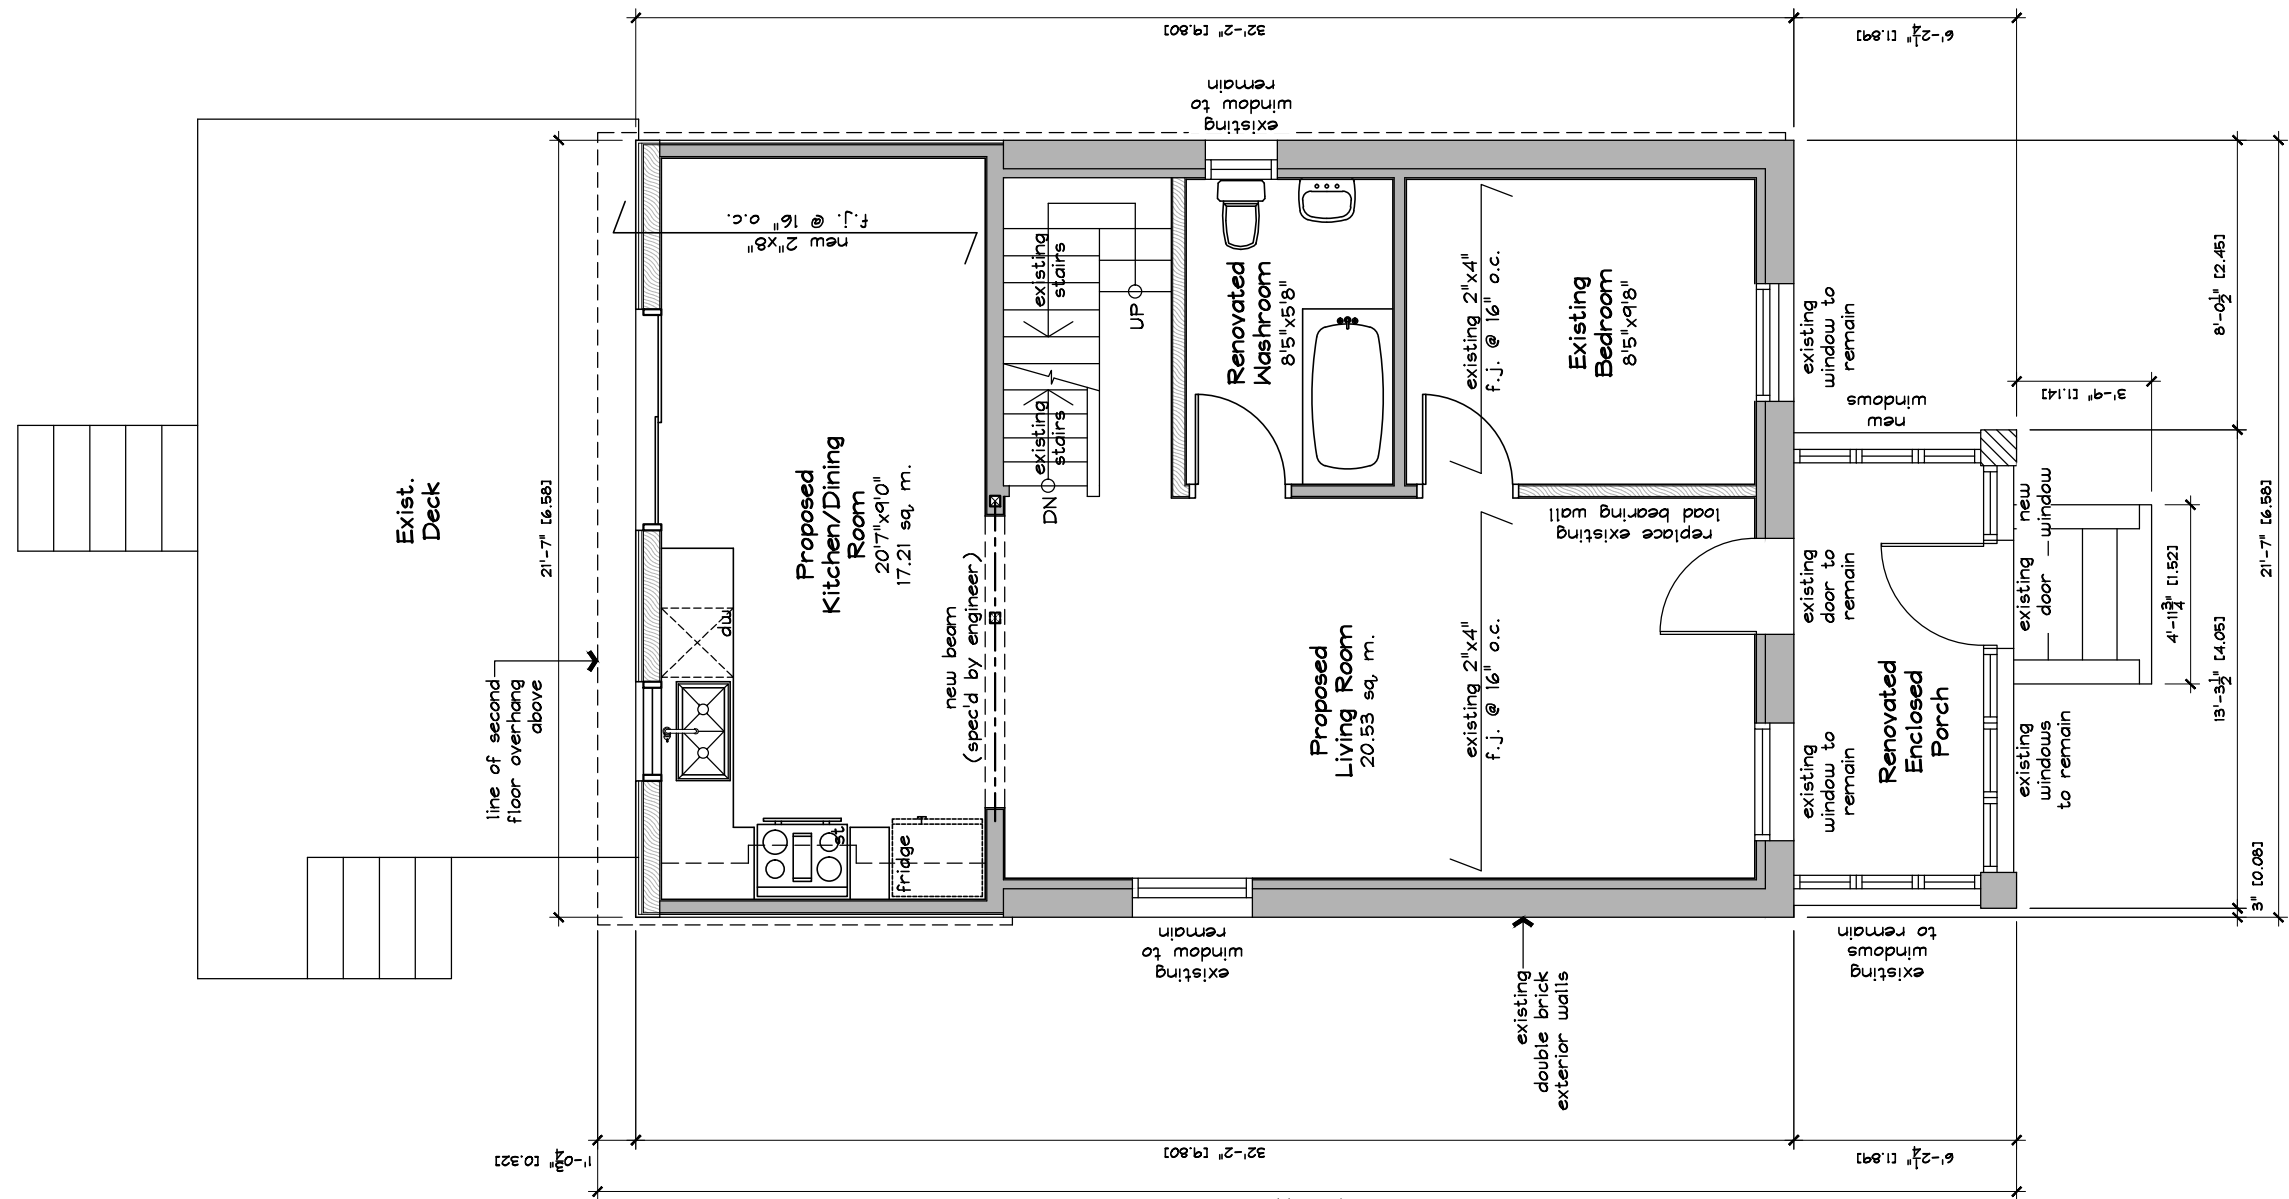 32'-2" [9.80]
6'-2¼" [1.89]
existing
window to
remain
new 2"x8"
f.j. @ 16" o.c.
existing
stairs
UP
existing
stairs
DN
Renovated
Washroom
8'5"x5'8"
existing 2"x4"
f.j. @ 16" o.c.
Existing
Bedroom
8'5"x9'8"
existing
window to
remain
8'-0½" [2.45]
3'-9" [1.14]
new
windows
Exist.
Deck
21'-7" [6.58]
Proposed
Kitchen/Dining
Room
20'7"x9'0"
17.21 sq, m.
replace existing
load bearing wall
new
window
existing
door
existing
door to
remain
4'-11¾" [1.52]
21'-7" [6.58]
13'-3½" [4.05]
line of second
floor overhang
above
dw
new beam
(spec'd by engineer)
Proposed
Living Room
20.53 sq, m.
existing 2"x4"
f.j. @ 16" o.c.
existing
window to
remain
Renovated
Enclosed
Porch
existing
windows
to remain
st
fridge
3" [0.08]
existing
window to
remain
existing
double brick
exterior walls
existing
windows
to remain
1'-0¾" [0.32]
32'-2" [9.80]
6'-2¼" [1.89]